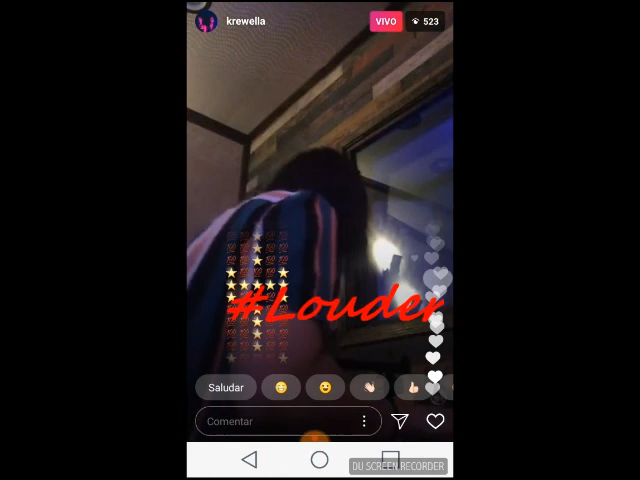 krewella
VIVO
523
#Louder
Saludar
Comentar
DU SCREEN RECORDER